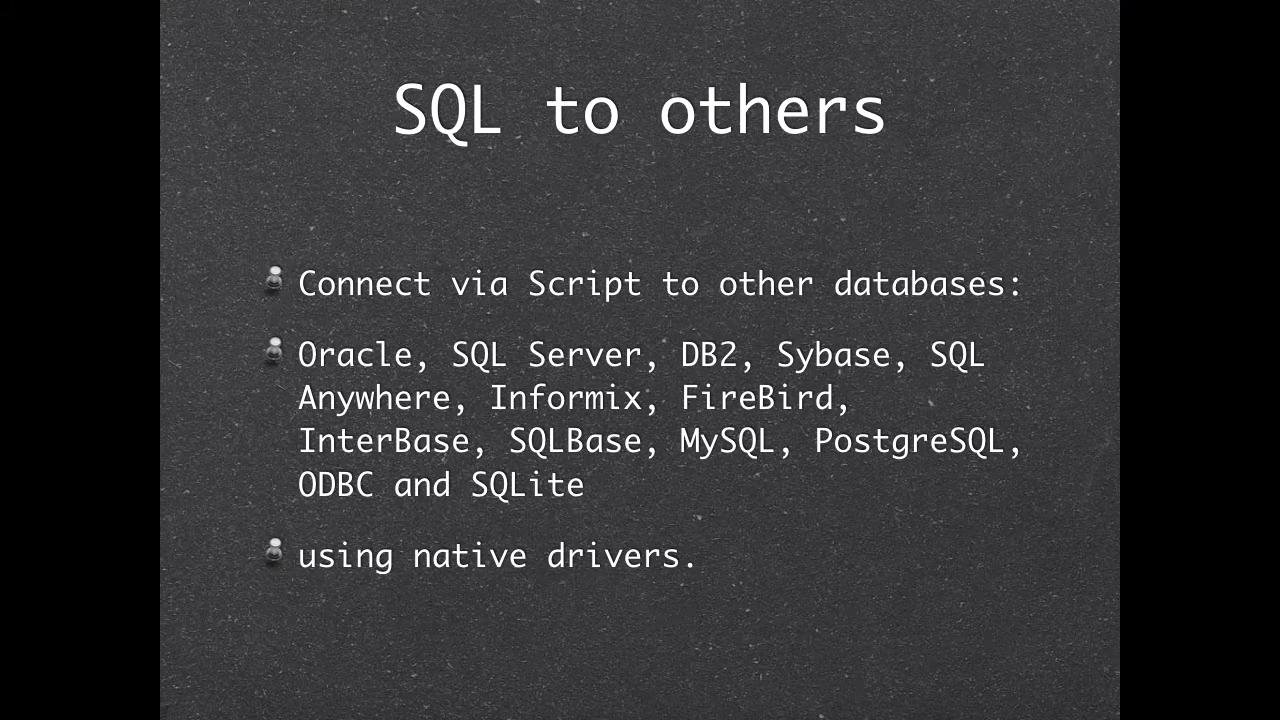 SQL to others
Connect via Script to other databases:
Oracle, SQL Server, DB2, Sybase, SQL
Anywhere, Informix, FireBird,
InterBase, SQLBase, MySQL, PostgreSQL,
ODBC and SQLite
using native drivers.